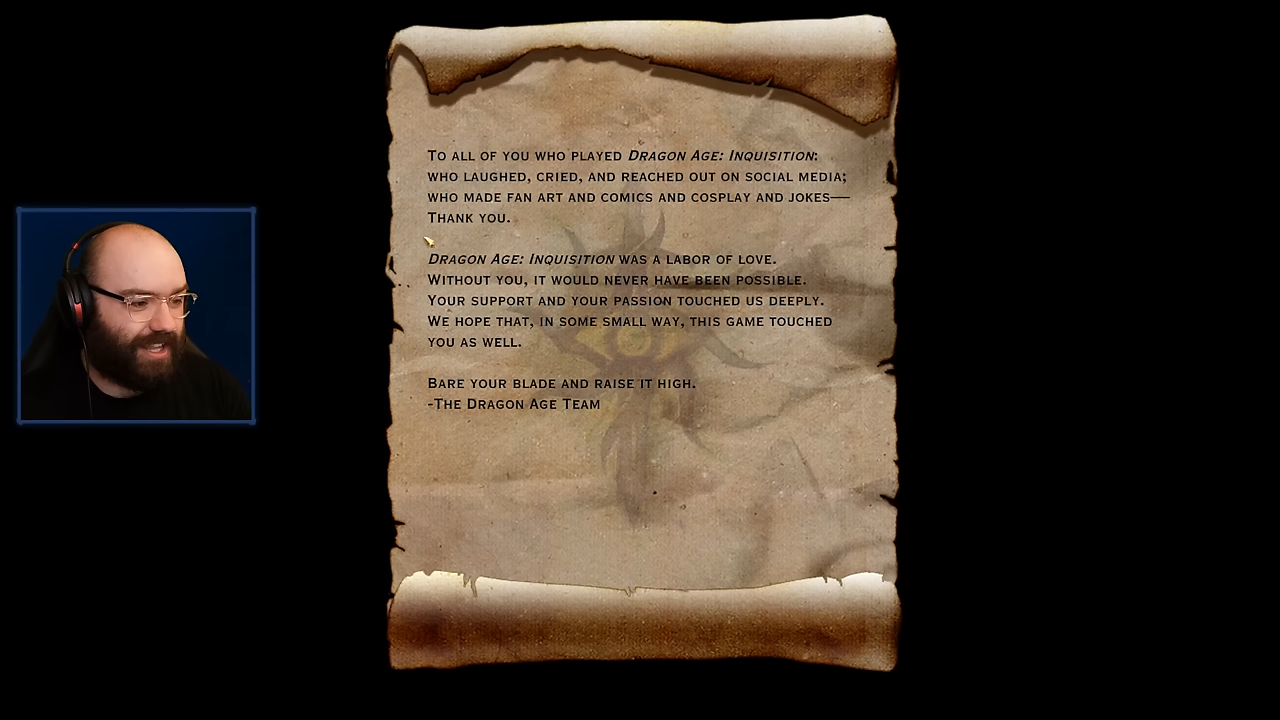 To all of you who played Dragon Age: Inquisition:
who laughed, cried, and reached out on social media;
who made fan art and comics and cosplay and jokes—
Thank you.
Dragon Age: Inquisition was a labor of love.
Without you, it would never have been possible.
Your support and your passion touched us deeply.
We hope that, in some small way, this game touched
you as well.
Bare your blade and raise it high.
-The Dragon Age Team